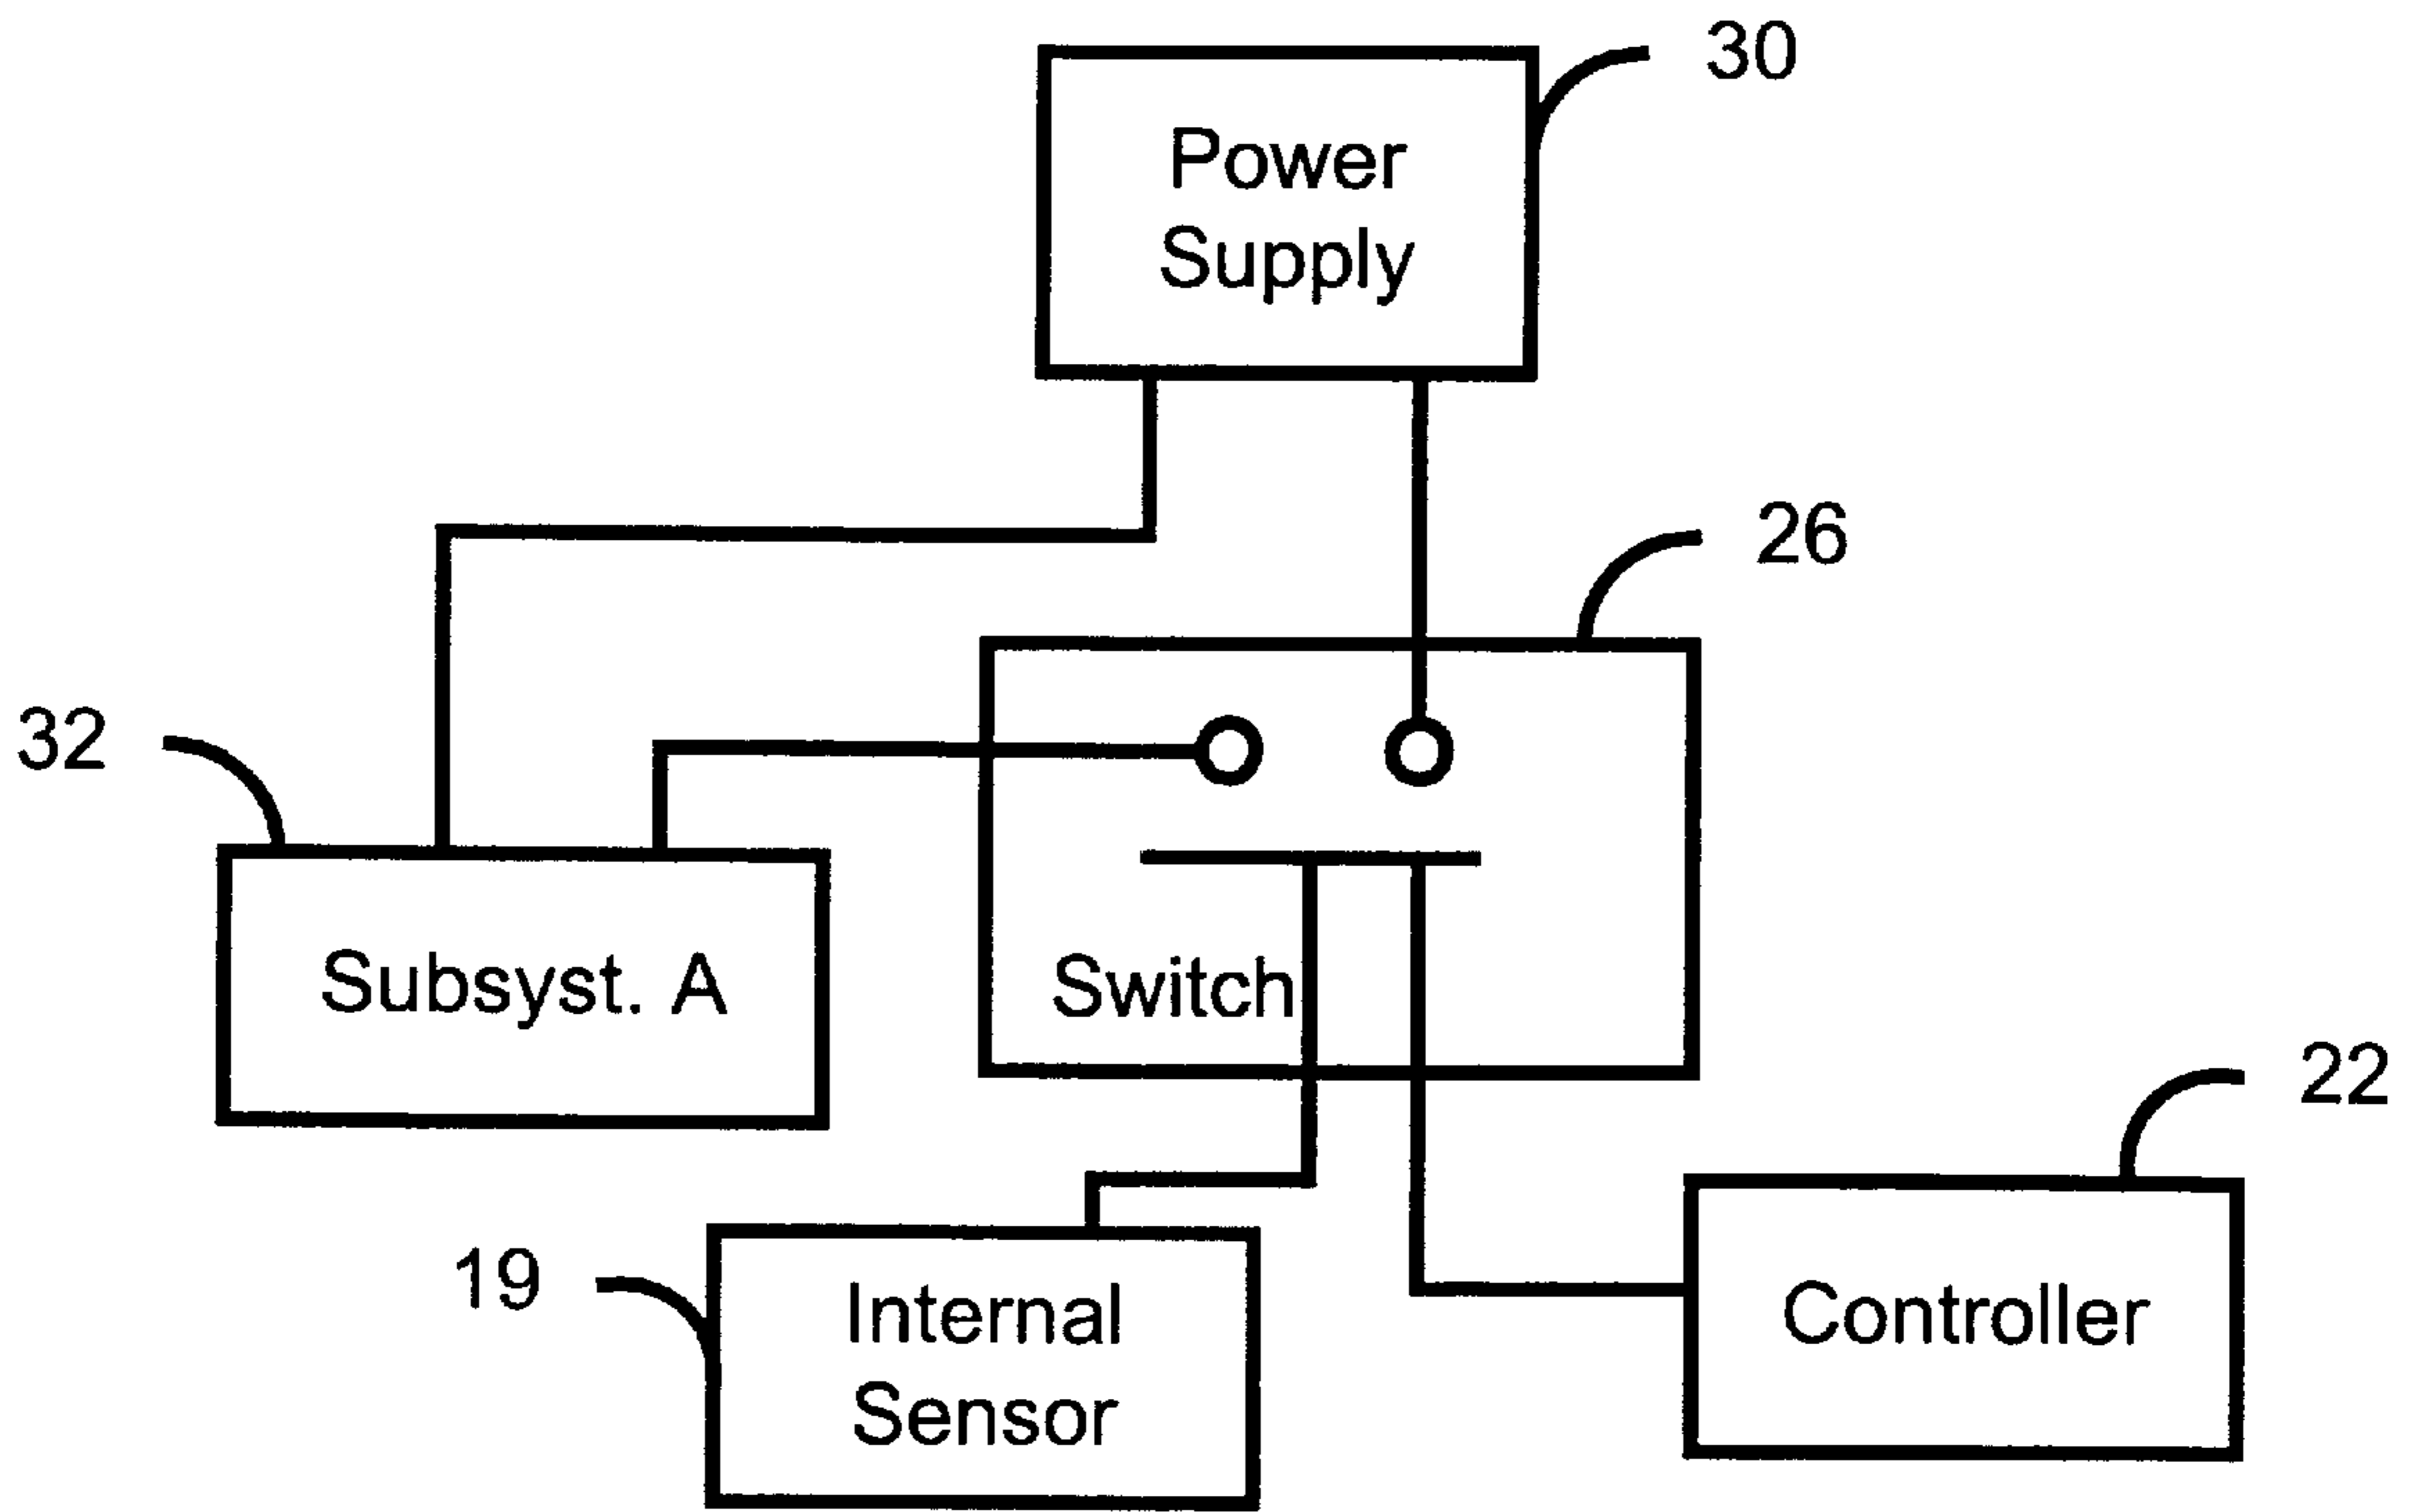 30
Power
Supply
26
32
Subsyst. A
Switch
22
19
Internal
Sensor
Controller